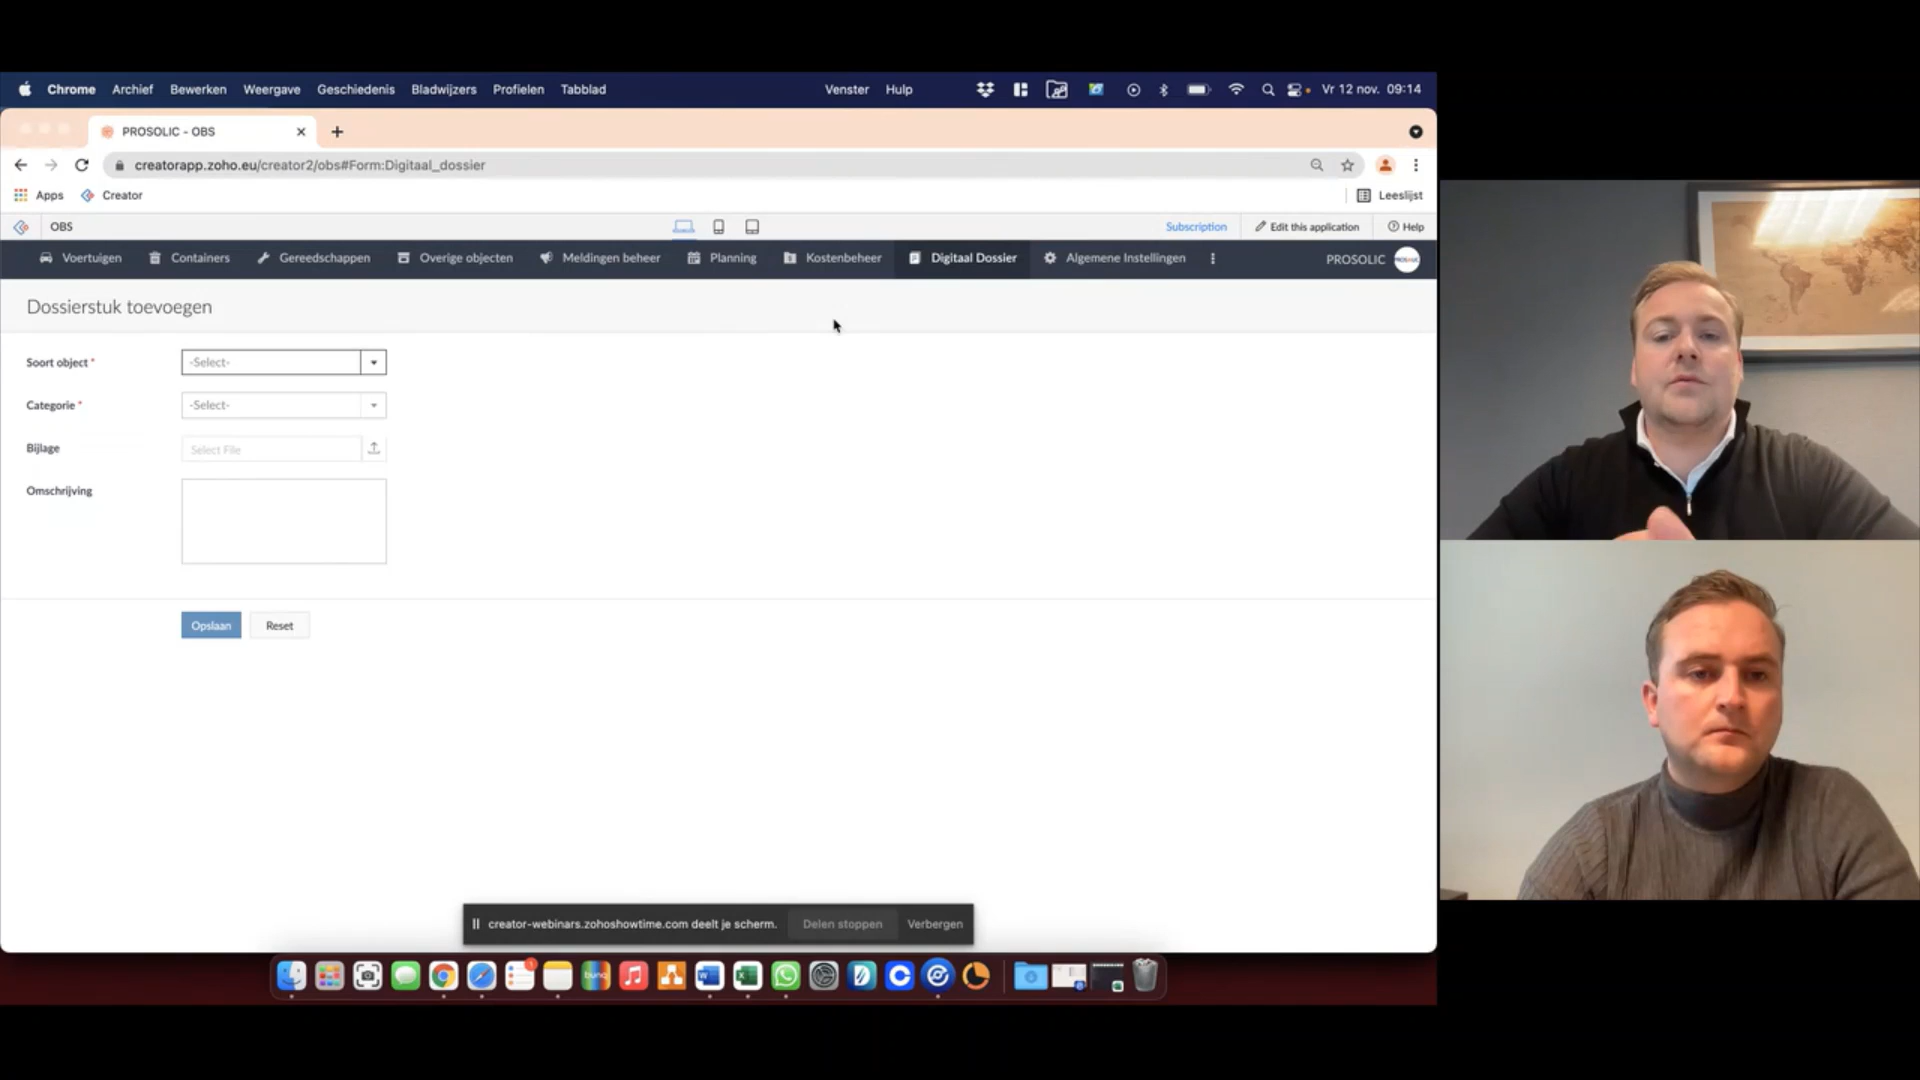 Chrome Archief Bewerken Weergave Geschiedenis Bladwijzers Profielen Tabblad Venster Hulp Vr 12 nov. 09:14
PROSOLIC - OBS
creatorapp.zoho.eu/creator2/obs#Form:Digitaal_dossier
Apps Creator Leeslijst
OBS Subscription Edit this application Help
Voertuigen Containers Gereedschappen Overige objecten Meldingen beheer Planning Kostenbeheer Digitaal Dossier Algemene Instellingen PROSOLIC
Dossierstuk toevoegen
Soort object * -Select-
Categorie * -Select-
Bijlage Select File
Omschrijving
Opslaan Reset
creator-webinars.zohoshowtime.com deelt je scherm. Delen stoppen Verbergen
bunq